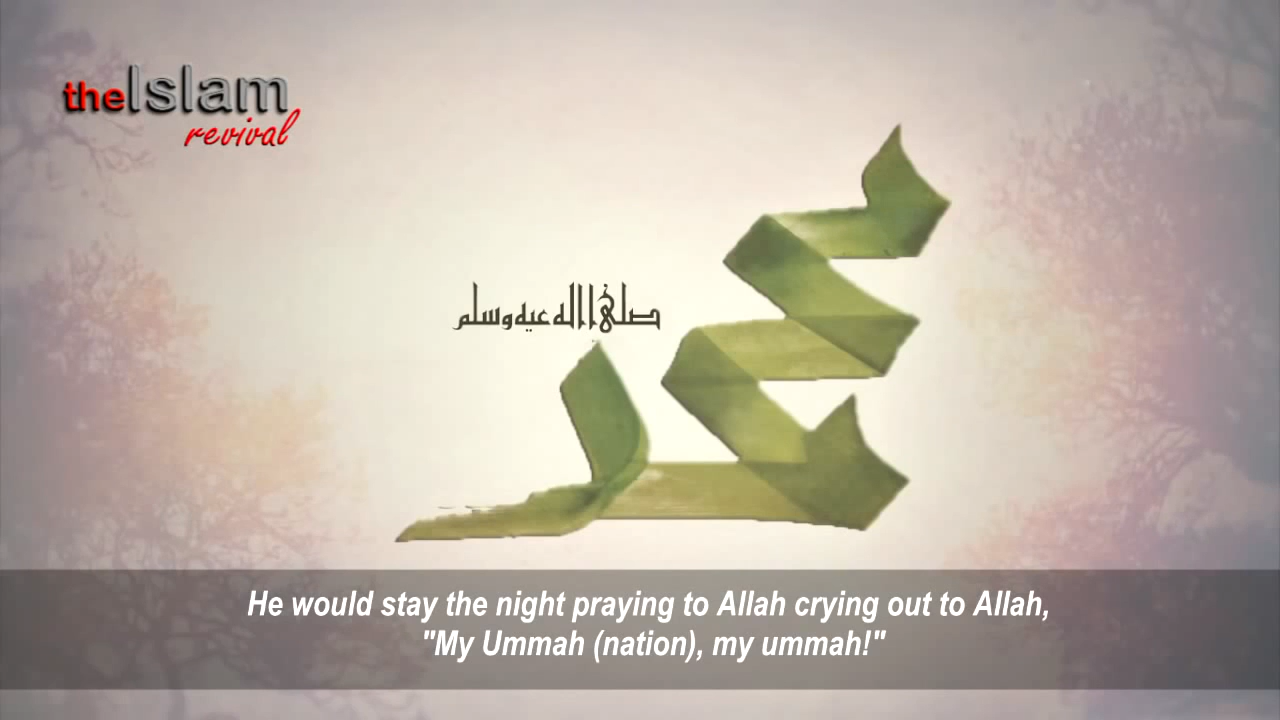 theIslam
revival
محمد
صلى االله عيه وسلم
He would stay the night praying to Allah crying out to Allah,
"My Ummah (nation), my ummah!"